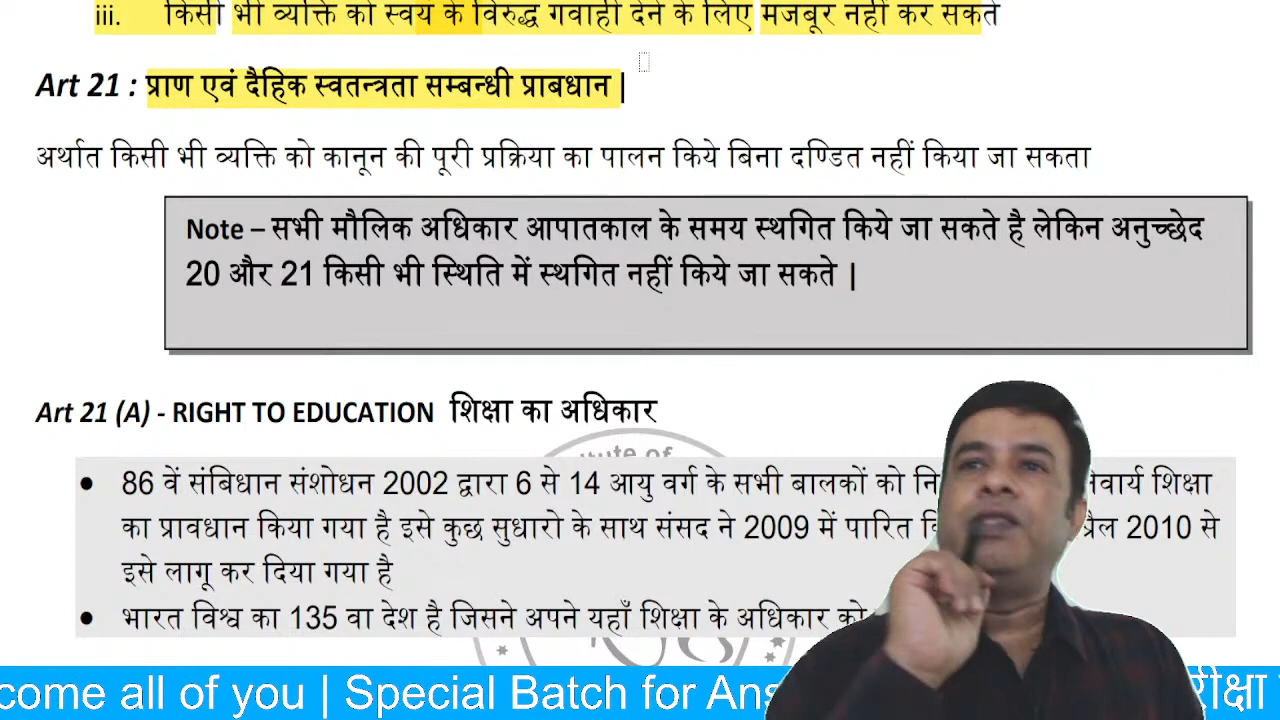 iii. किसी भी व्यक्ति को स्वयं के विरुद्ध गवाही देने के लिए मजबूर नहीं कर सकते
Art 21 : प्राण एवं दैहिक स्वतन्त्रता सम्बन्धी प्राबधान |
अर्थात किसी भी व्यक्ति को कानून की पूरी प्रक्रिया का पालन किये बिना दण्डित नहीं किया जा सकता
Note – सभी मौलिक अधिकार आपातकाल के समय स्थगित किये जा सकते है लेकिन अनुच्छेद
20 और 21 किसी भी स्थिति में स्थगित नहीं किये जा सकते |
Art 21 (A) - RIGHT TO EDUCATION शिक्षा का अधिकार
• 86 वें संबिधान संशोधन 2002 द्वारा 6 से 14 आयु वर्ग के सभी बालकों को शिक्षा
का प्रावधान किया गया है इसे कुछ सुधारो के साथ संसद ने 2009 में पारित 2010 से
इसे लागू कर दिया गया है
• भारत विश्व का 135 वा देश है जिसने अपने यहाँ शिक्षा के अधिकार को
come all of you | Special Batch for